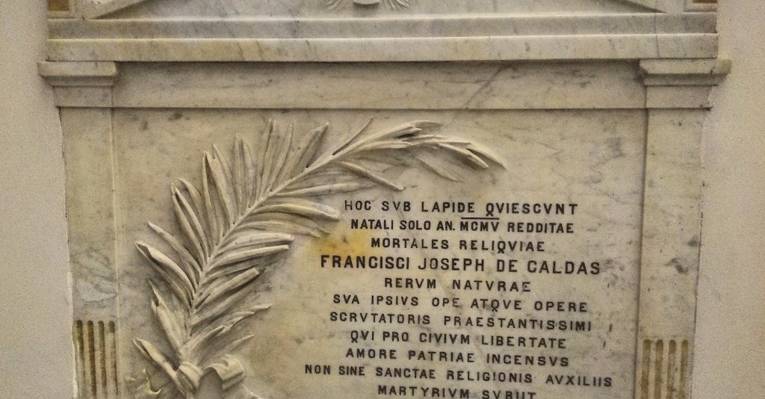 HOC SVB LAPIDE QVIESCVNT
NATALI SOLO AN. MCMV REDDITAE
MORTALES RELIQVIAE
FRANCISCI JOSEPH DE CALDAS
RERVM NATVRAE
SVA IPSIVS OPE ATQVE OPERE
SCRVTATORIS PRAESTANTISSIMI
QVI PRO CIVIVM LIBERTATE
AMORE PATRIAE INCENSVS
NON SINE SANCTAE RELIGIONIS AVXILIIS
MARTYRIVM SVBIIT